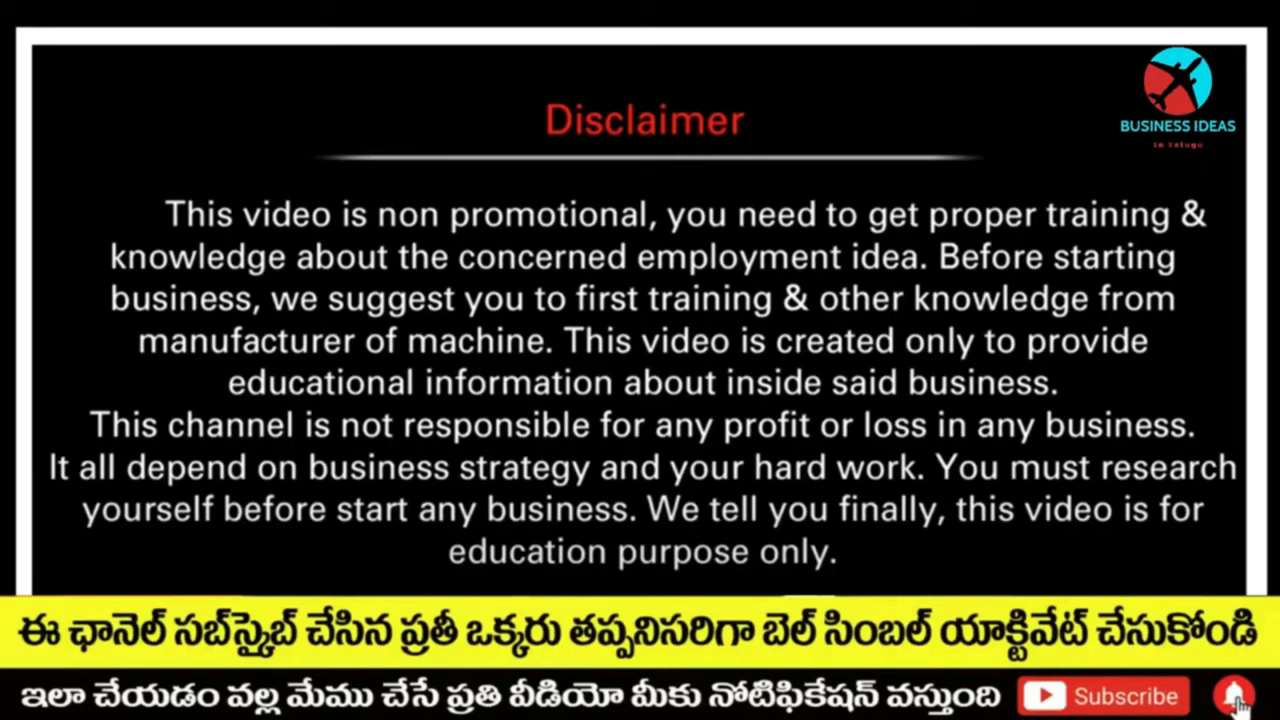 Disclaimer
BUSINESS IDEAS
In Telugu
This video is non promotional, you need to get proper training &
knowledge about the concerned employment idea. Before starting
business, we suggest you to first training & other knowledge from
manufacturer of machine. This video is created only to provide
educational information about inside said business.
This channel is not responsible for any profit or loss in any business.
It all depend on business strategy and your hard work. You must research
yourself before start any business. We tell you finally, this video is for
education purpose only.
ఈ ఛానెల్ సబ్‌స్క్రైబ్ చేసిన ప్రతీ ఒక్కరు తప్పనిసరిగా బెల్ సింబల్ యాక్టివేట్ చేసుకోండి
ఇలా చేయడం వల్ల మేము చేసే ప్రతి వీడియో మీకు నోటిఫికేషన్ వస్తుంది
Subscribe